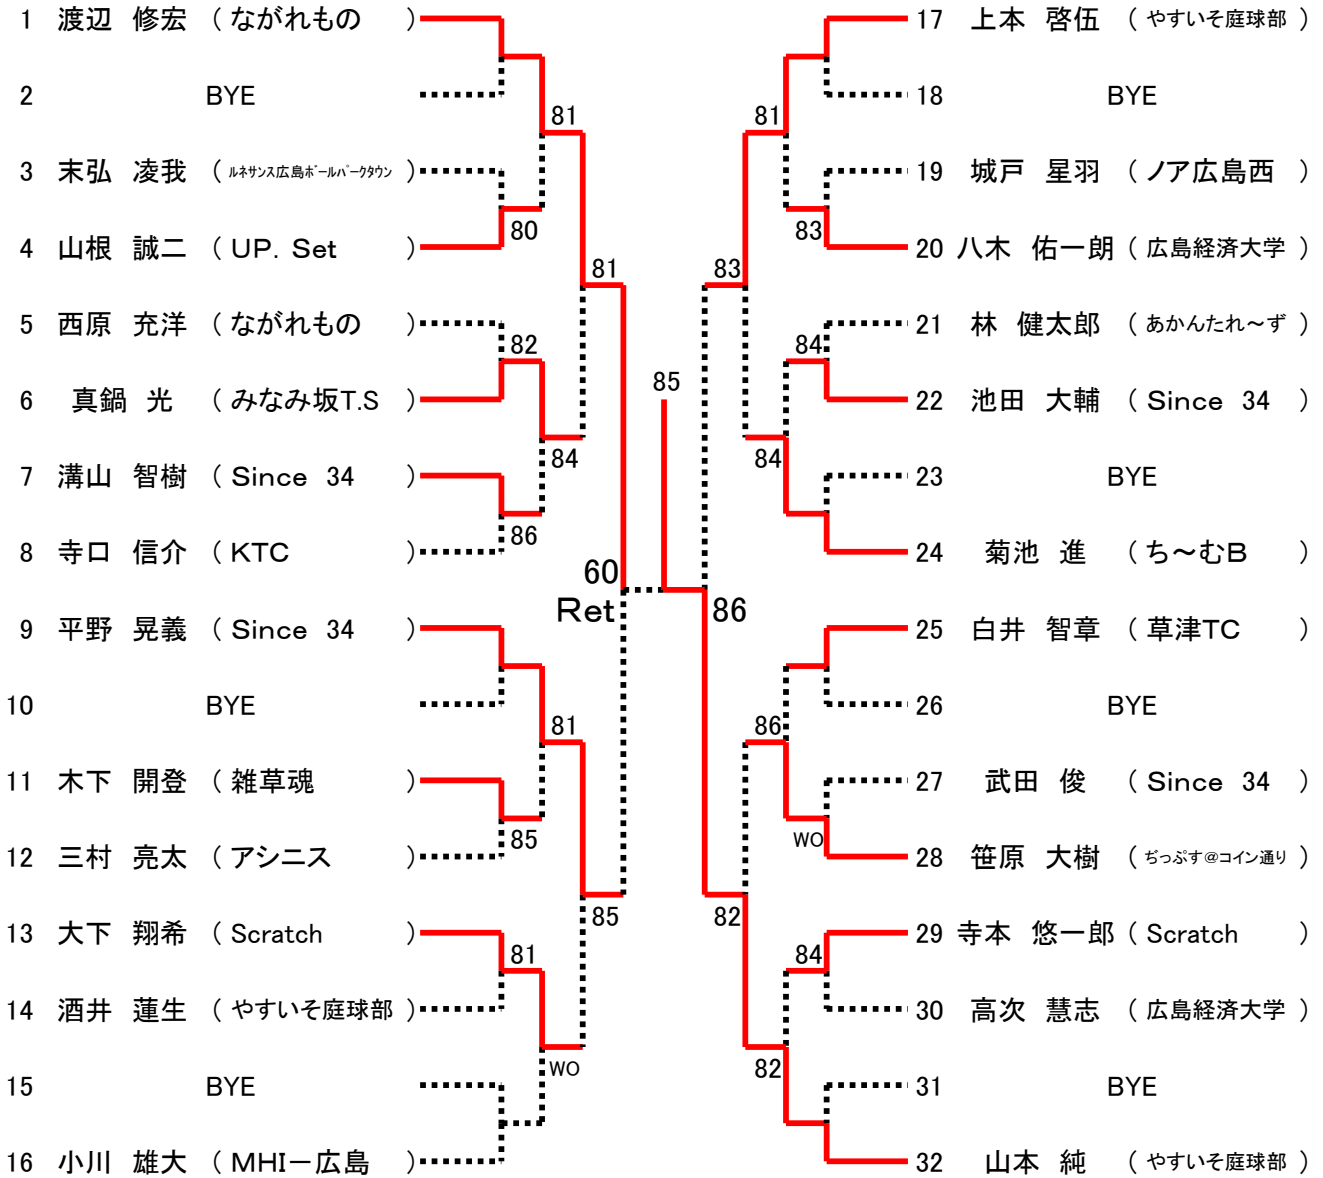 1 渡辺 修宏 ( ながれもの )
2 BYE
3 末弘 凌我 ( ルネサンス広島ボールパークタウン )
4 山根 誠二 ( UP. Set )
5 西原 充洋 ( ながれもの )
6 真鍋 光 ( みなみ坂T.S )
7 溝山 智樹 ( Since 34 )
8 寺口 信介 ( KTC )
9 平野 晃義 ( Since 34 )
10 BYE
11 木下 開登 ( 雑草魂 )
12 三村 亮太 ( アシニス )
13 大下 翔希 ( Scratch )
14 酒井 蓮生 ( やすいそ庭球部 )
15 BYE
16 小川 雄大 ( MHI-広島 )
81
80
81
82
84
86
60
Ret
81
85
85
81
WO
85
86
81
83
83
84
84
86
WO
82
84
82
17 上本 啓伍 ( やすいそ庭球部 )
18 BYE
19 城戸 星羽 ( ノア広島西 )
20 八木 佑一朗 ( 広島経済大学 )
21 林 健太郎 ( あかんたれ~ず )
22 池田 大輔 ( Since 34 )
23 BYE
24 菊池 進 ( ち~むB )
25 白井 智章 ( 草津TC )
26 BYE
27 武田 俊 ( Since 34 )
28 笹原 大樹 ( ぢっぷす@コイン通り )
29 寺本 悠一郎 ( Scratch )
30 高次 慧志 ( 広島経済大学 )
31 BYE
32 山本 純 ( やすいそ庭球部 )